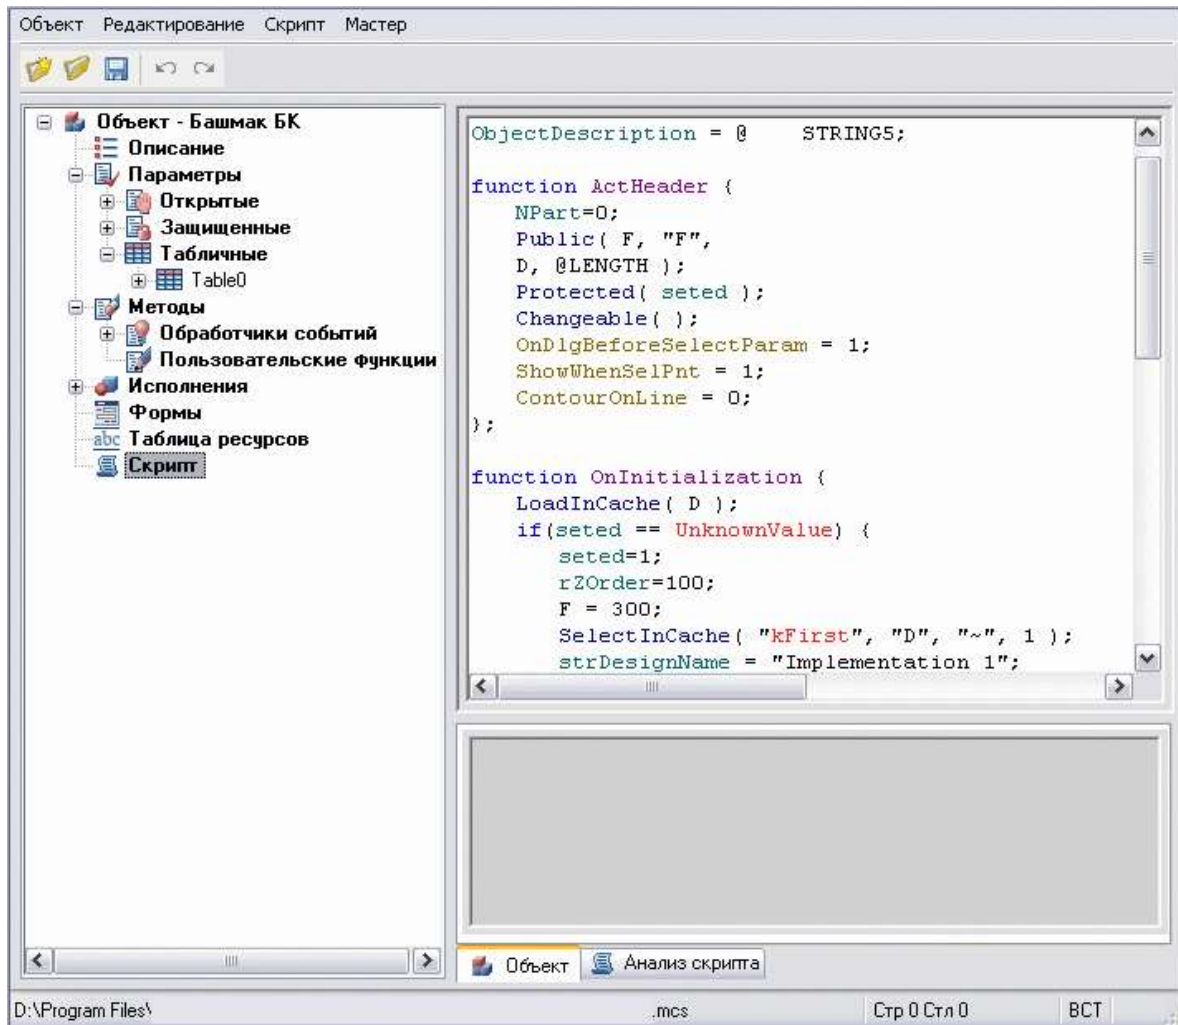 Объект Редактирование Скрипт Мастер
Объект - Башмак БК
Описание
Параметры
Открытые
Защищенные
Табличные
Table0
Методы
Обработчики событий
Пользовательские функции
Исполнения
Формы
abc Таблица ресурсов
Скрипт
ObjectDescription = @ STRING5;
function ActHeader {
NPart=0;
Public( F, "F",
D, @LENGTH );
Protected( seted );
Changeable( );
OnDlgBeforeSelectParam = 1;
ShowWhenSelPnt = 1;
ContourOnLine = 0;
};
function OnInitialization {
LoadInCache( D );
if(seted == UnknownValue) {
seted=1;
rZOrder=100;
F = 300;
SelectInCache( "kFirst", "D", "~", 1 );
strDesignName = "Implementation 1";
Объект Анализ скрипта
D:\Program Files\ .mcs Стр 0 Стл 0 ВСТ